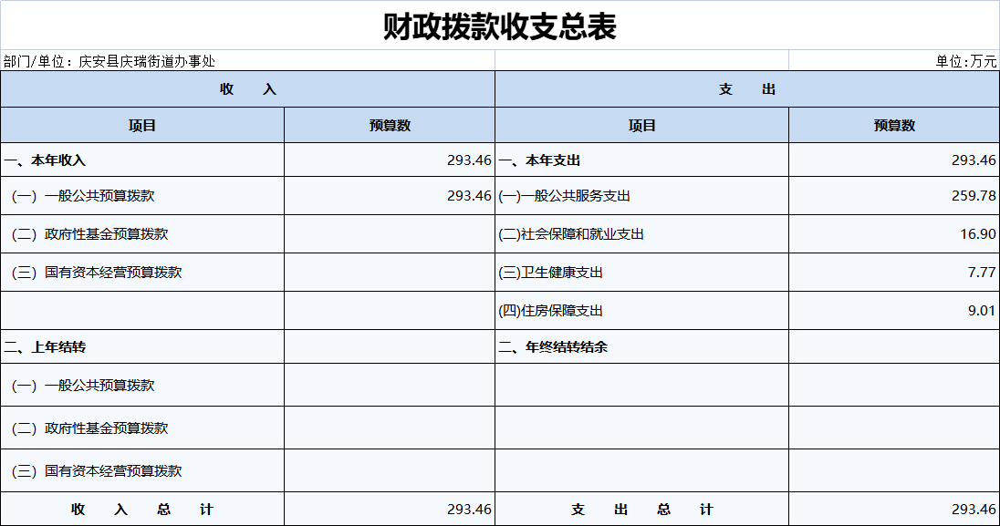 财政拨款收支总表
部门/单位：庆安县庆瑞街道办事处 单位:万元
收 入 支 出
项目 预算数 项目 预算数
一、本年收入 293.46 一、本年支出 293.46
（一）一般公共预算拨款 293.46 (一)一般公共服务支出 259.78
（二）政府性基金预算拨款 (二)社会保障和就业支出 16.90
（三）国有资本经营预算拨款 (三)卫生健康支出 7.77
(四)住房保障支出 9.01
二、上年结转 二、年终结转结余
（一）一般公共预算拨款
（二）政府性基金预算拨款
（三）国有资本经营预算拨款
收 入 总 计 293.46 支 出 总 计 293.46